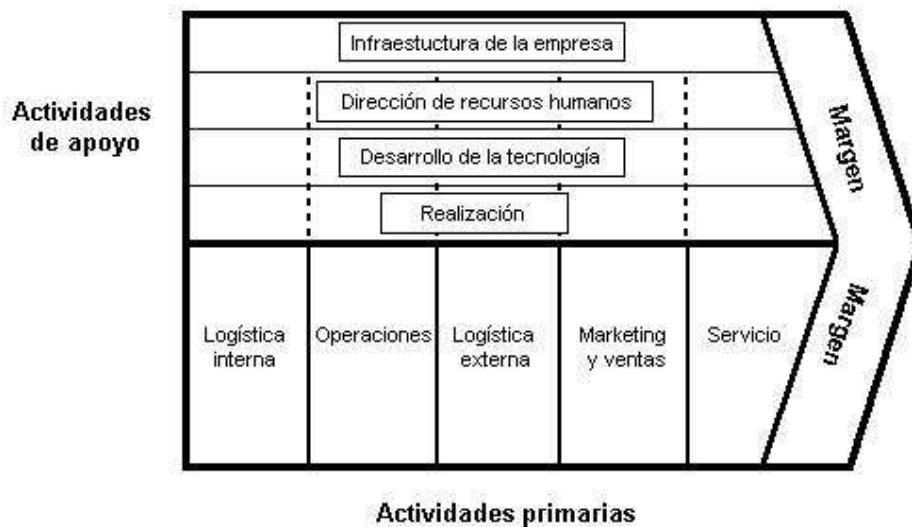 Infraestuctura de la empresa
Dirección de recursos humanos
Desarrollo de la tecnología
Realización
Actividades
de apoyo
Margen
Margen
Logística
interna
Operaciones
Logística
externa
Marketing
y ventas
Servicio
Actividades primarias